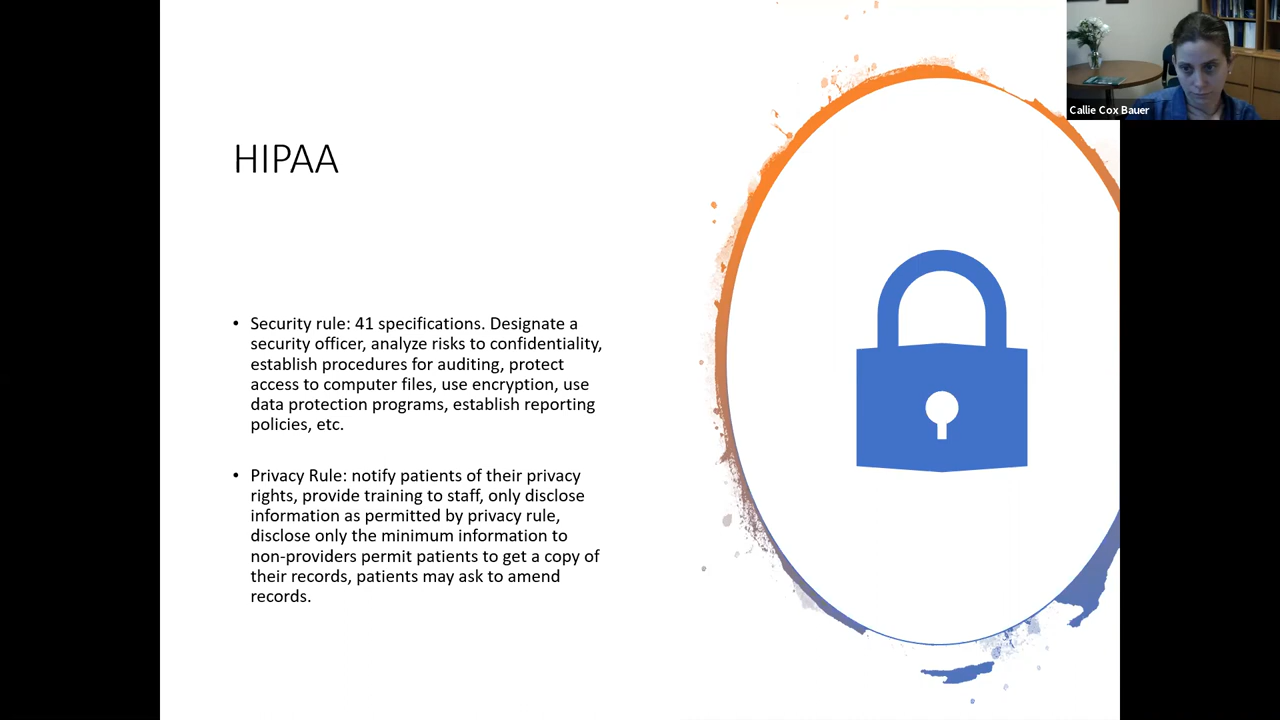 Callie Cox Bauer
HIPAA
• Security rule: 41 specifications. Designate a
security officer, analyze risks to confidentiality,
establish procedures for auditing, protect
access to computer files, use encryption, use
data protection programs, establish reporting
policies, etc.
• Privacy Rule: notify patients of their privacy
rights, provide training to staff, only disclose
information as permitted by privacy rule,
disclose only the minimum information to
non-providers permit patients to get a copy of
their records, patients may ask to amend
records.